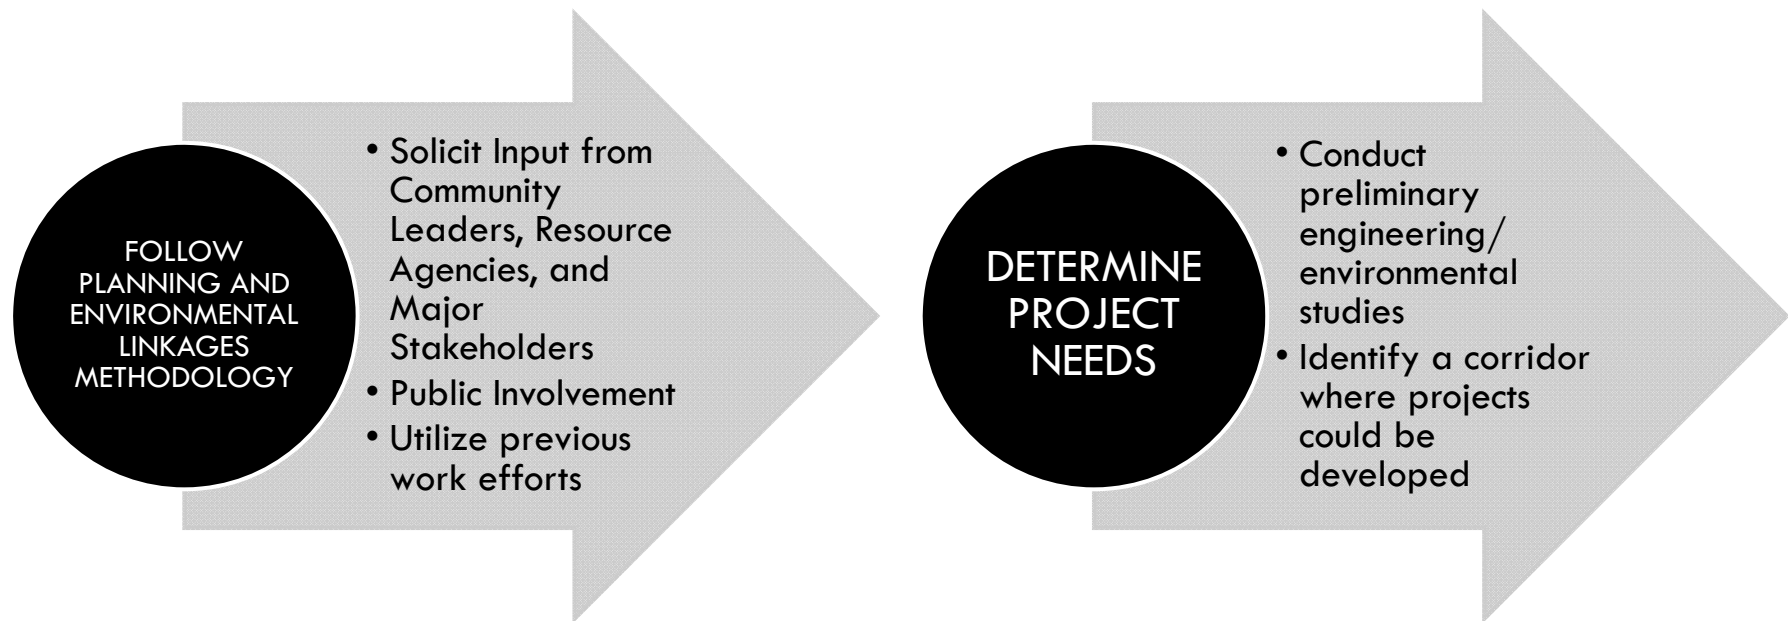 FOLLOW
PLANNING AND
ENVIRONMENTAL
LINKAGES
METHODOLOGY
• Solicit Input from
Community
Leaders, Resource
Agencies, and
Major
Stakeholders
• Public Involvement
• Utilize previous
work efforts
DETERMINE
PROJECT
NEEDS
• Conduct
preliminary
engineering/
environmental
studies
• Identify a corridor
where projects
could be
developed